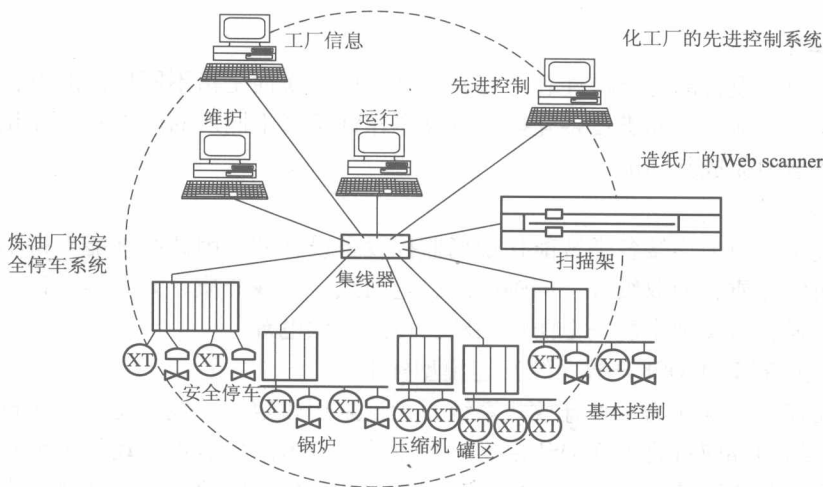 工厂信息
化工厂的先进控制系统
先进控制
维护
运行
造纸厂的Web scanner
炼油厂的安
全停车系统
扫描架
集线器
XT
XT
安全停车
XT
XT
锅炉
XT
XT
压缩机
XT
XT
XT
罐区
XT
XT
基本控制